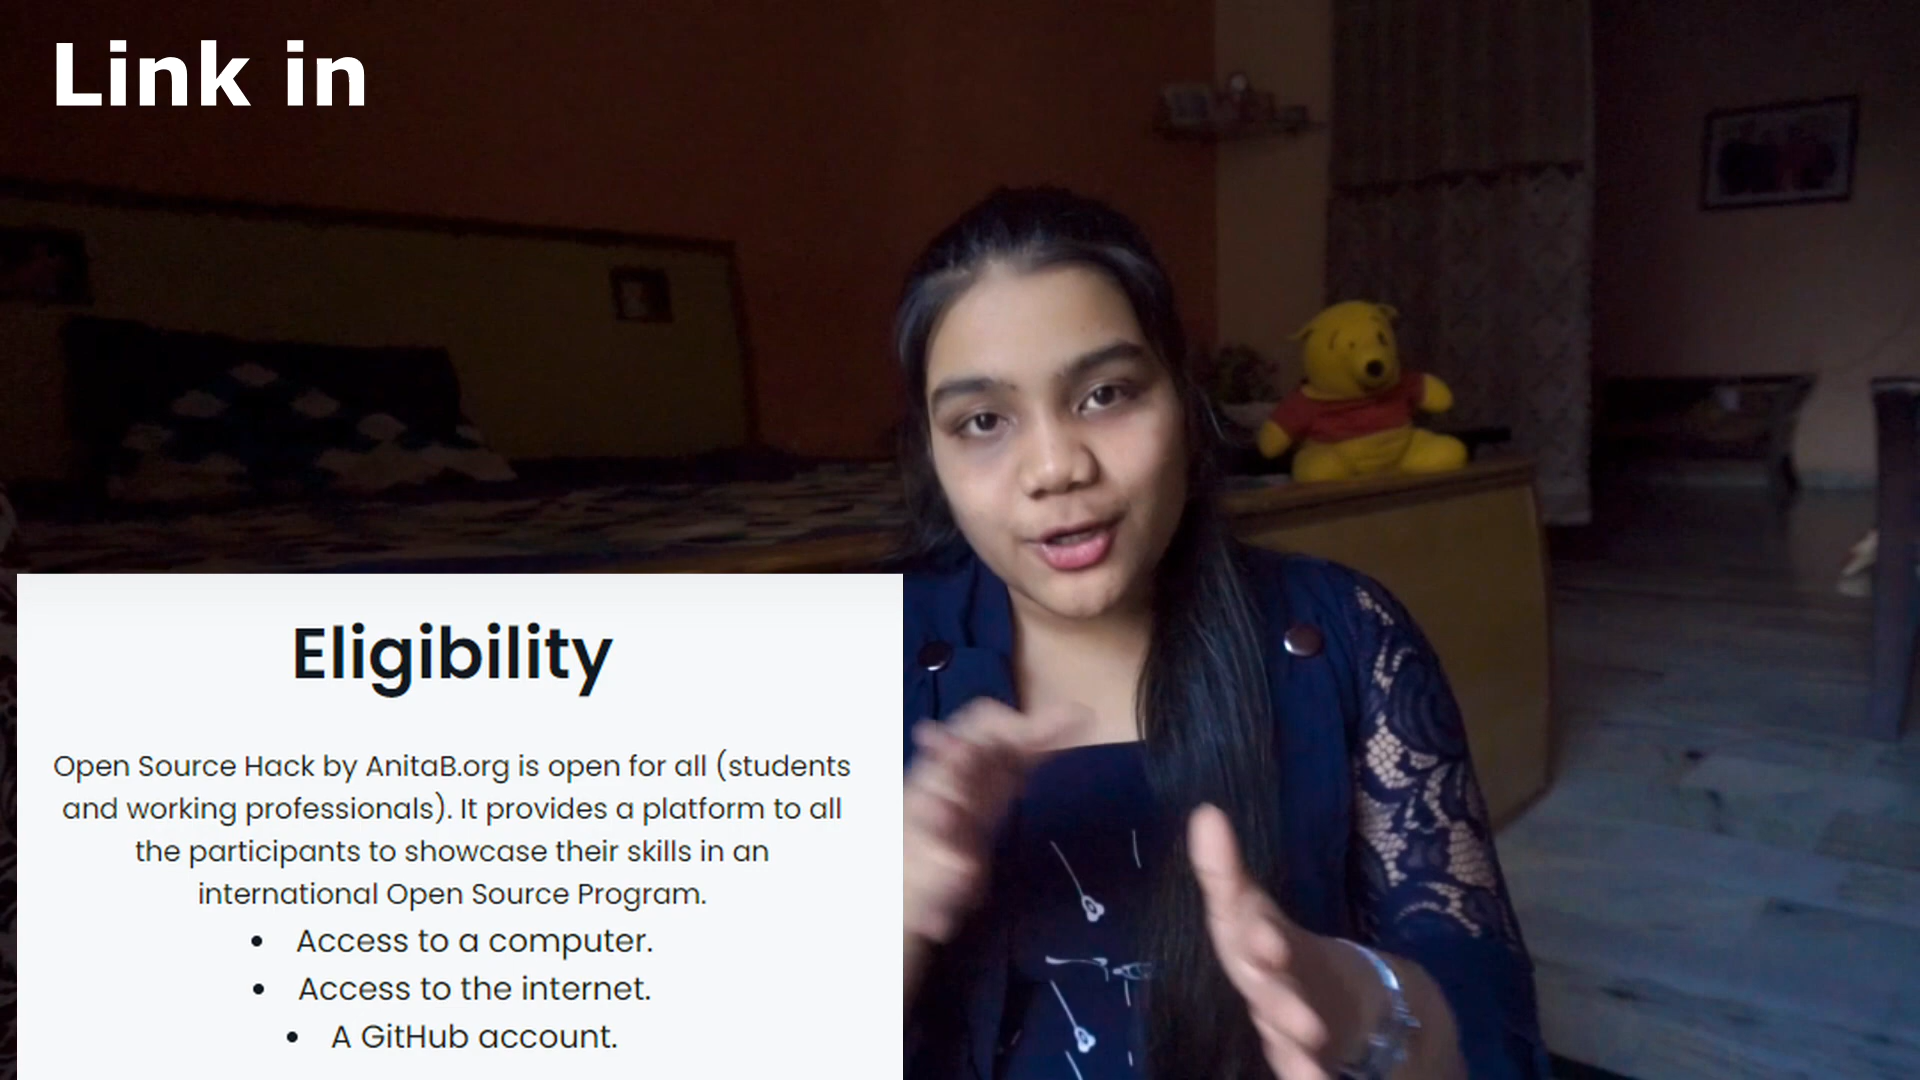 Link in
Eligibility
Open Source Hack by AnitaB.org is open for all (students
and working professionals). It provides a platform to all
the participants to showcase their skills in an
international Open Source Program.
• Access to a computer.
• Access to the internet.
• A GitHub account.